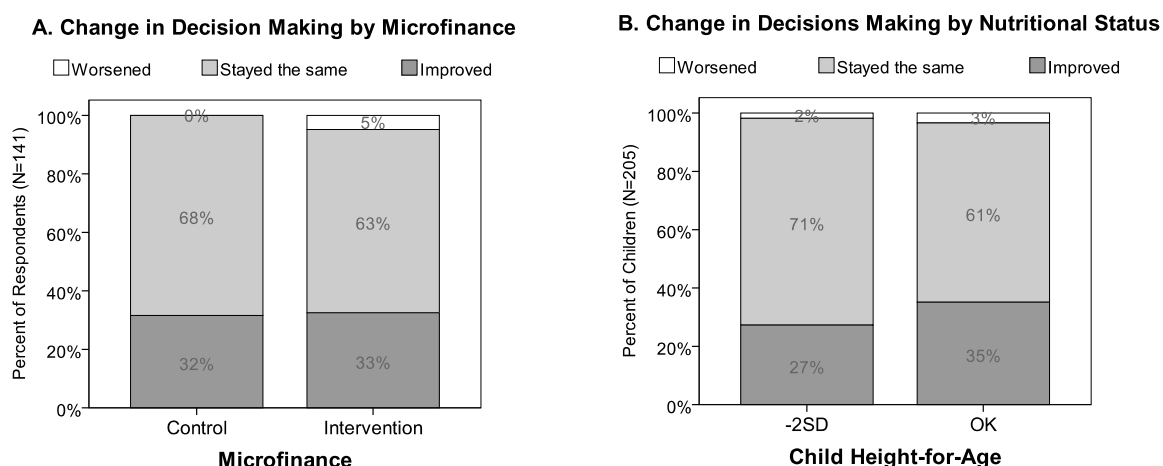 A. Change in Decision Making by Microfinance
Worsened
Stayed the same
Improved
Percent of Respondents (N=141)
100%
80%
60%
40%
20%
0%
0%
68%
32%
5%
63%
33%
Control
Intervention
Microfinance
B. Change in Decisions Making by Nutritional Status
Worsened
Stayed the same
Improved
Percent of Children (N=205)
100%
80%
60%
40%
20%
0%
2%
71%
27%
3%
61%
35%
-2SD
OK
Child Height-for-Age